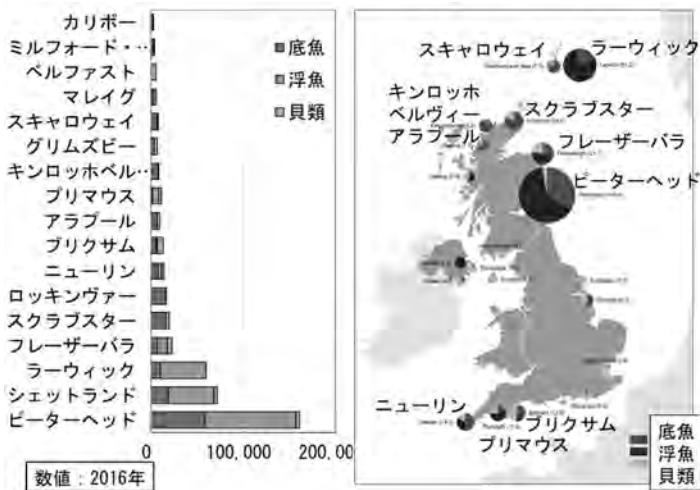 カリボー
ミルフォード・…
ベルファスト
マレイグ
スキャロウェイ
グリムズビー
キンロッホベル…
プリマウス
アラプール
ブリクサム
ニューリン
ロッキンヴァー
スクラブスター
フレーザーバラ
ラーウィック
シェットランド
ピーターヘッド
0
100,000
200,00
底魚
浮魚
貝類
数値：2016年
スキャロウェイ
ラーウィック
キンロッホ
ベルヴィー
アラプール
スクラブスター
フレーザーバラ
ピーターヘッド
ニューリン
ブリクサム
プリマウス
底魚
浮魚
貝類